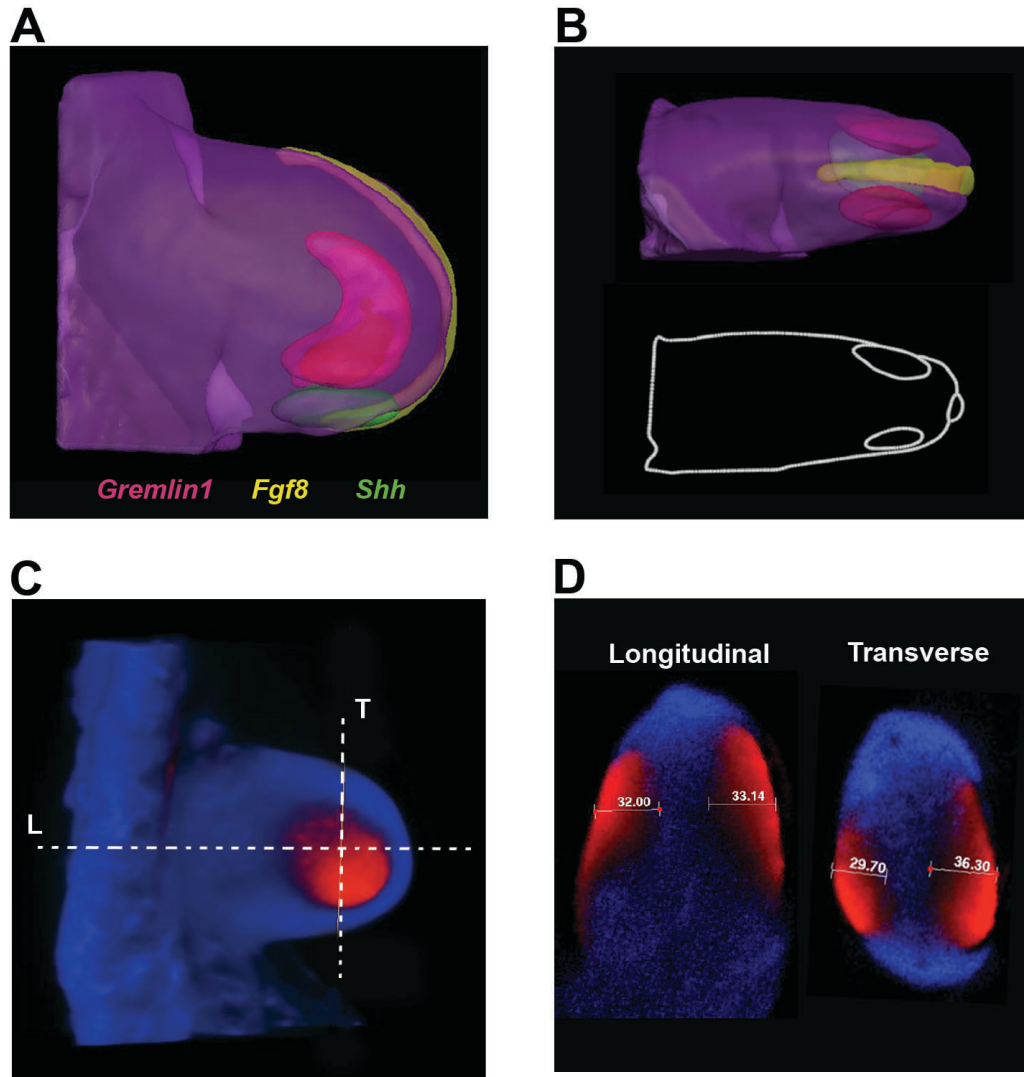 A
B
Gremlin1 Fgf8 Shh
C
D
T
L
Longitudinal
Transverse
32.00
33.14
29.70
36.30